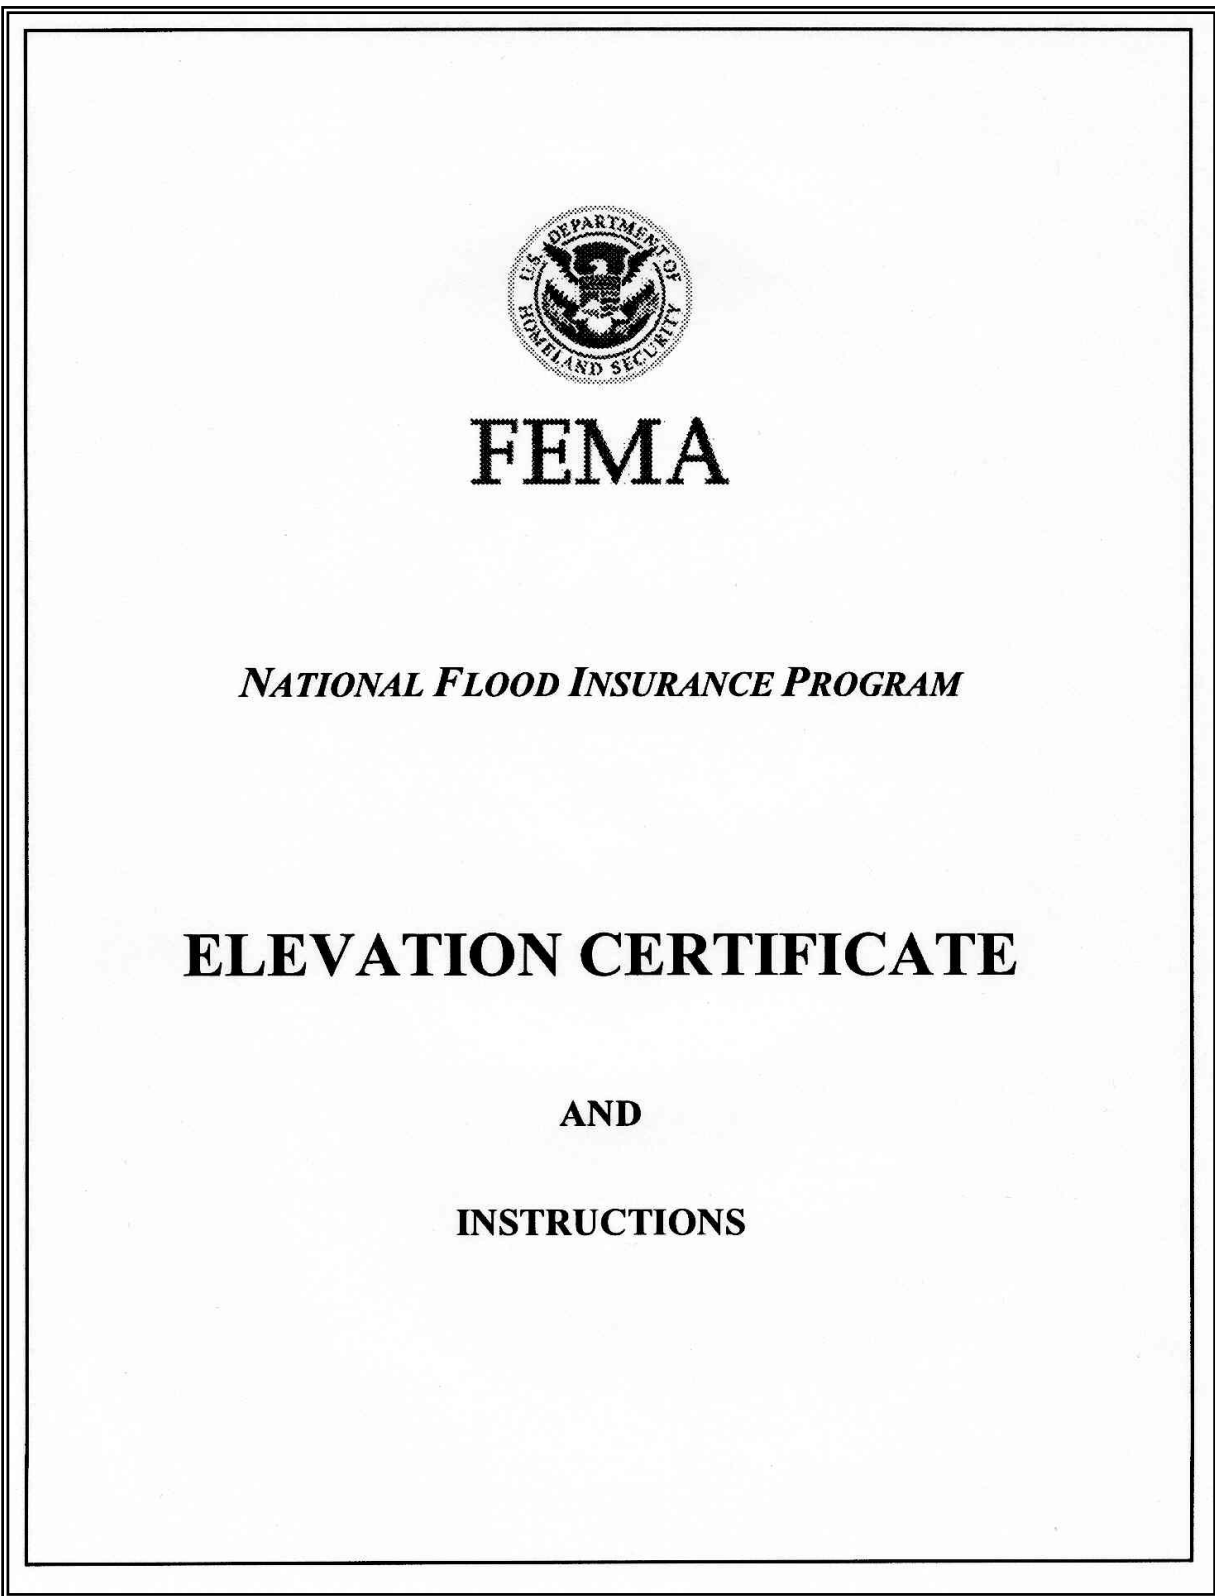 U.S. DEPARTMENT OF
HOMELAND SECURITY
FEMA
NATIONAL FLOOD INSURANCE PROGRAM
ELEVATION CERTIFICATE
AND
INSTRUCTIONS